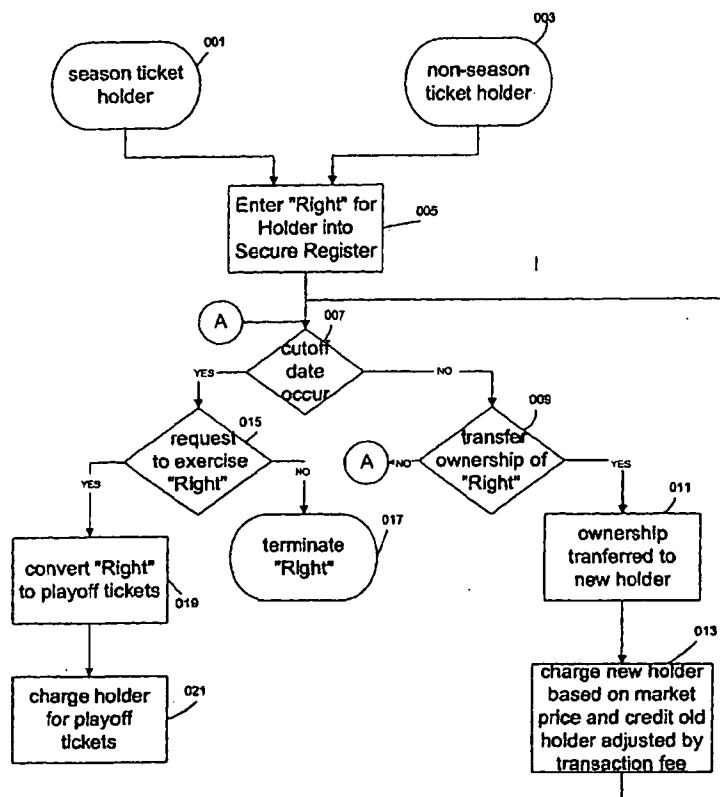 001
season ticket
holder
003
non-season
ticket holder
Enter "Right" for
Holder into
Secure Register
005
A
007
cutoff
date
occur
YES
NO
015
request
to exercise
"Right"
YES
NO
009
transfer
ownership of
"Right"
A
NO
YES
017
terminate
"Right"
011
ownership
tranferred to
new holder
convert "Right"
to playoff tickets
019
013
charge new holder
based on market
price and credit old
holder adjusted by
transaction fee
021
charge holder
for playoff
tickets